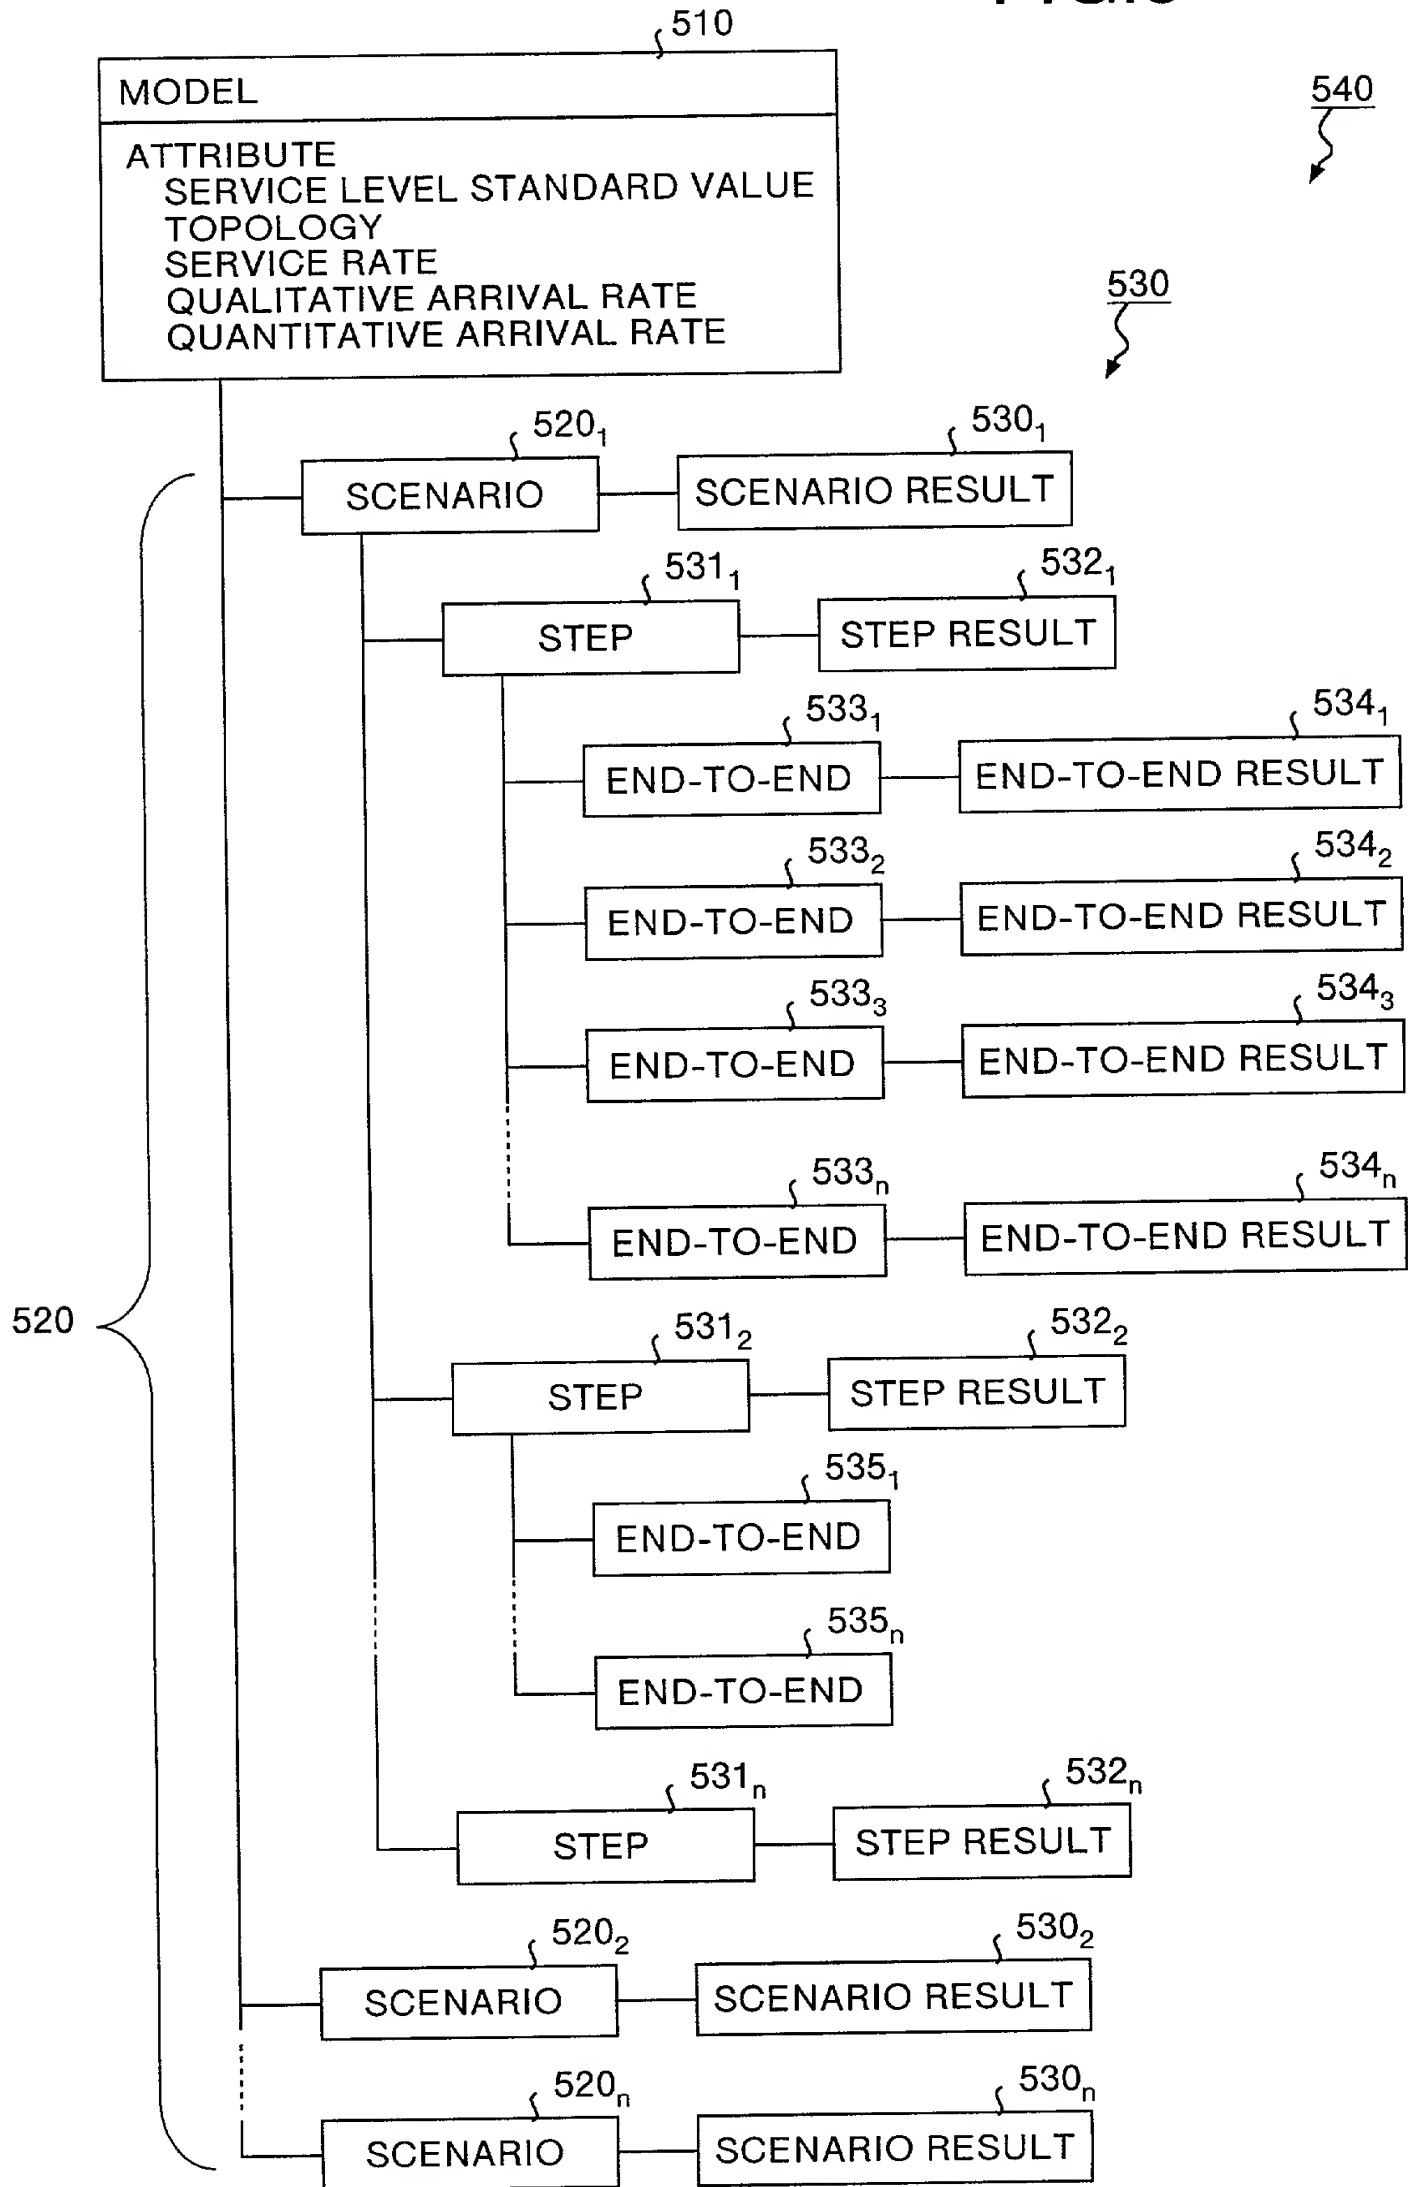 510
MODEL
540
ATTRIBUTE
SERVICE LEVEL STANDARD VALUE
TOPOLOGY
SERVICE RATE
QUALITATIVE ARRIVAL RATE
QUANTITATIVE ARRIVAL RATE
530
520₁ 530₁
SCENARIO SCENARIO RESULT
531₁ 532₁
STEP STEP RESULT
533₁ 534₁
END-TO-END END-TO-END RESULT
533₂ 534₂
END-TO-END END-TO-END RESULT
533₃ 534₃
END-TO-END END-TO-END RESULT
533ₙ 534ₙ
END-TO-END END-TO-END RESULT
520
531₂ 532₂
STEP STEP RESULT
535₁
END-TO-END
535ₙ
END-TO-END
531ₙ 532ₙ
STEP STEP RESULT
520₂ 530₂
SCENARIO SCENARIO RESULT
520ₙ 530ₙ
SCENARIO SCENARIO RESULT